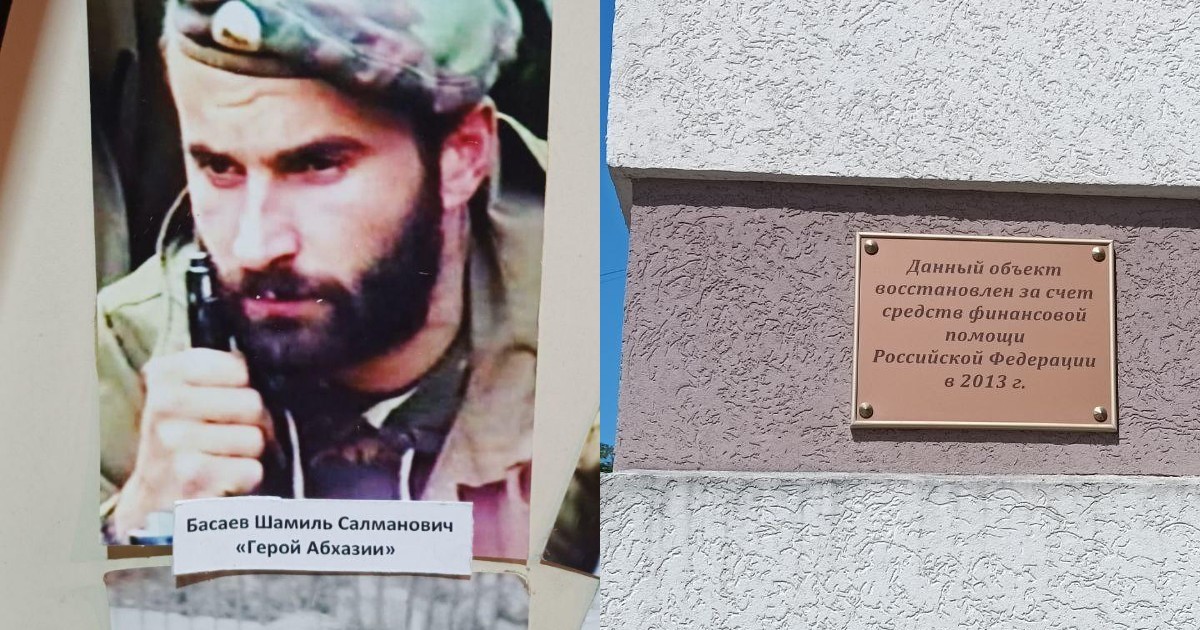 Басаев Шамиль Салманович
«Герой Абхазии»
Данный объект
восстановлен за счет
средств финансовой
помощи
Российской Федерации
в 2013 г.